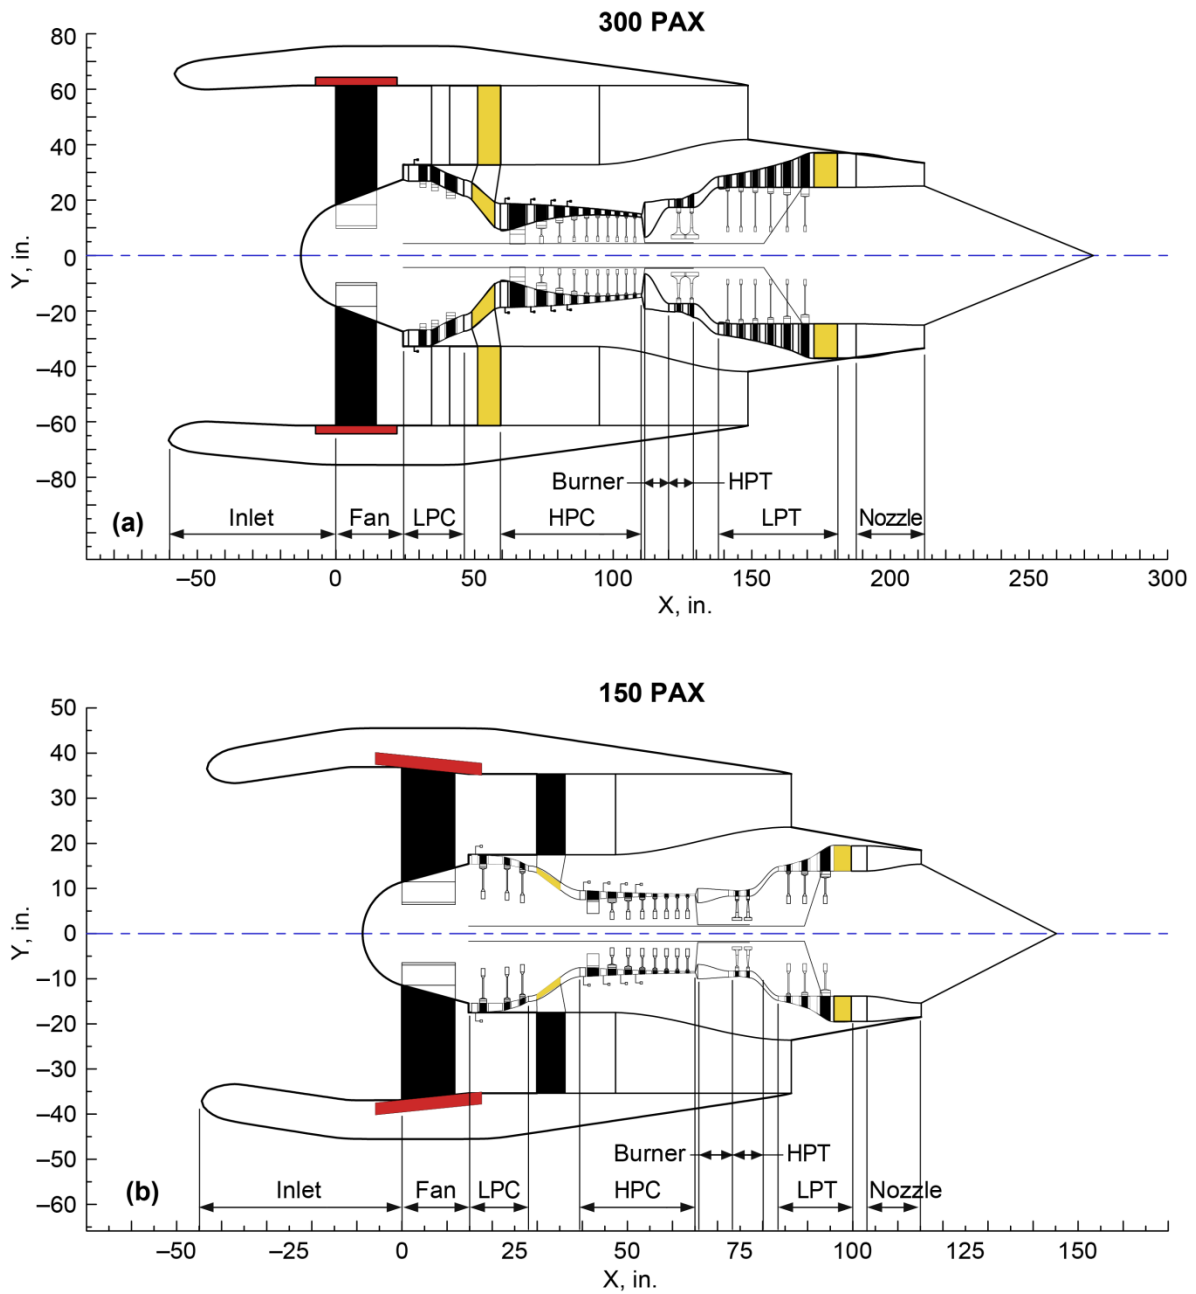 300 PAX
80
60
40
20
0
–20
–40
–60
–80
Y, in.
Burner
HPT
(a)
Inlet
Fan
LPC
HPC
LPT
Nozzle
–50
0
50
100
150
200
250
300
X, in.
150 PAX
50
40
30
20
10
0
–10
–20
–30
–40
–50
–60
Y, in.
Burner
HPT
(b)
Inlet
Fan
LPC
HPC
LPT
Nozzle
–50
–25
0
25
50
75
100
125
150
X, in.